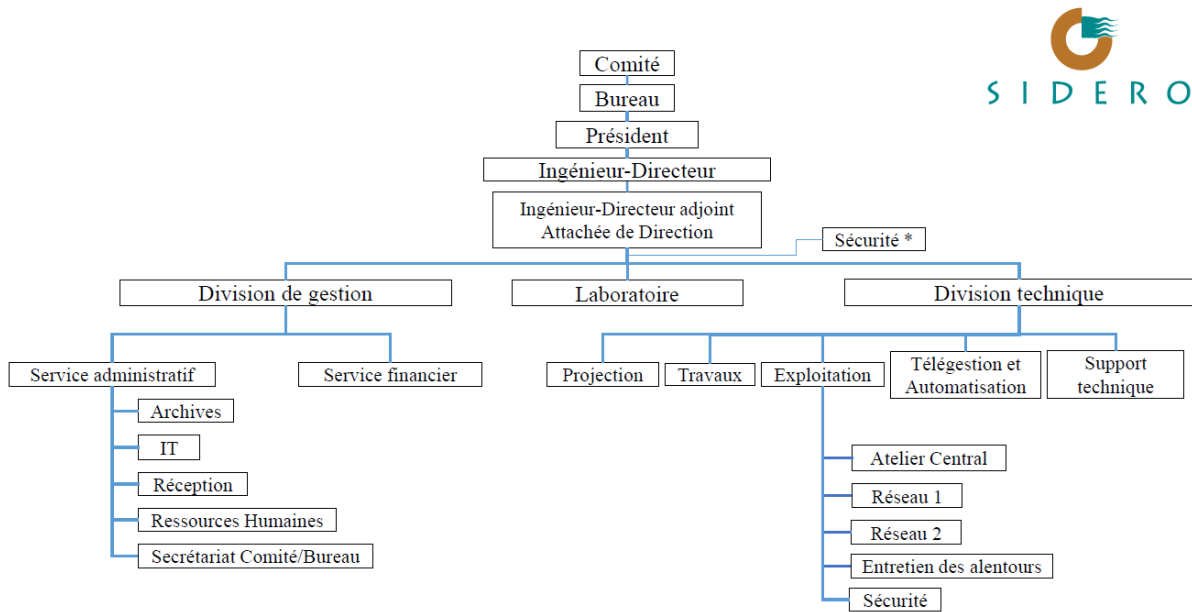 SIDERO
Comité
Bureau
Président
Ingénieur-Directeur
Ingénieur-Directeur adjoint
Attachée de Direction
Sécurité *
Division de gestion
Laboratoire
Division technique
Service administratif
Service financier
Projection
Travaux
Exploitation
Télégestion et
Automatisation
Support
technique
Archives
IT
Réception
Ressources Humaines
Secrétariat Comité/Bureau
Atelier Central
Réseau 1
Réseau 2
Entretien des alentours
Sécurité